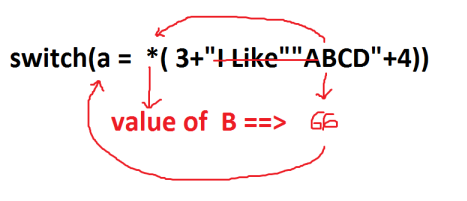 switch(a = *( 3+"I Like""ABCD"+4))
value of B ==> 66